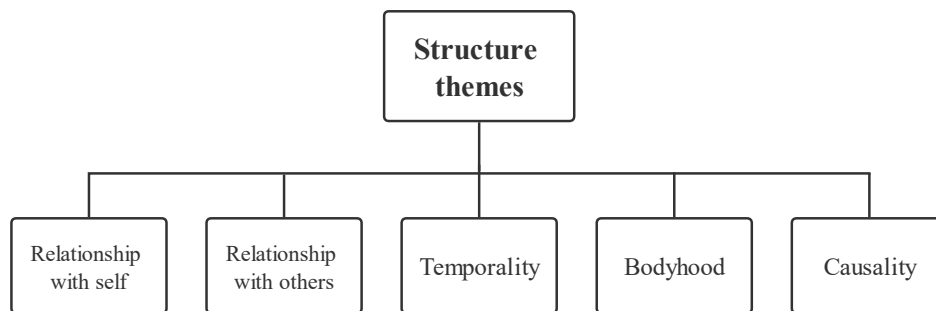 Structure
themes
Relationship
with self
Relationship
with others
Temporality
Bodyhood
Causality